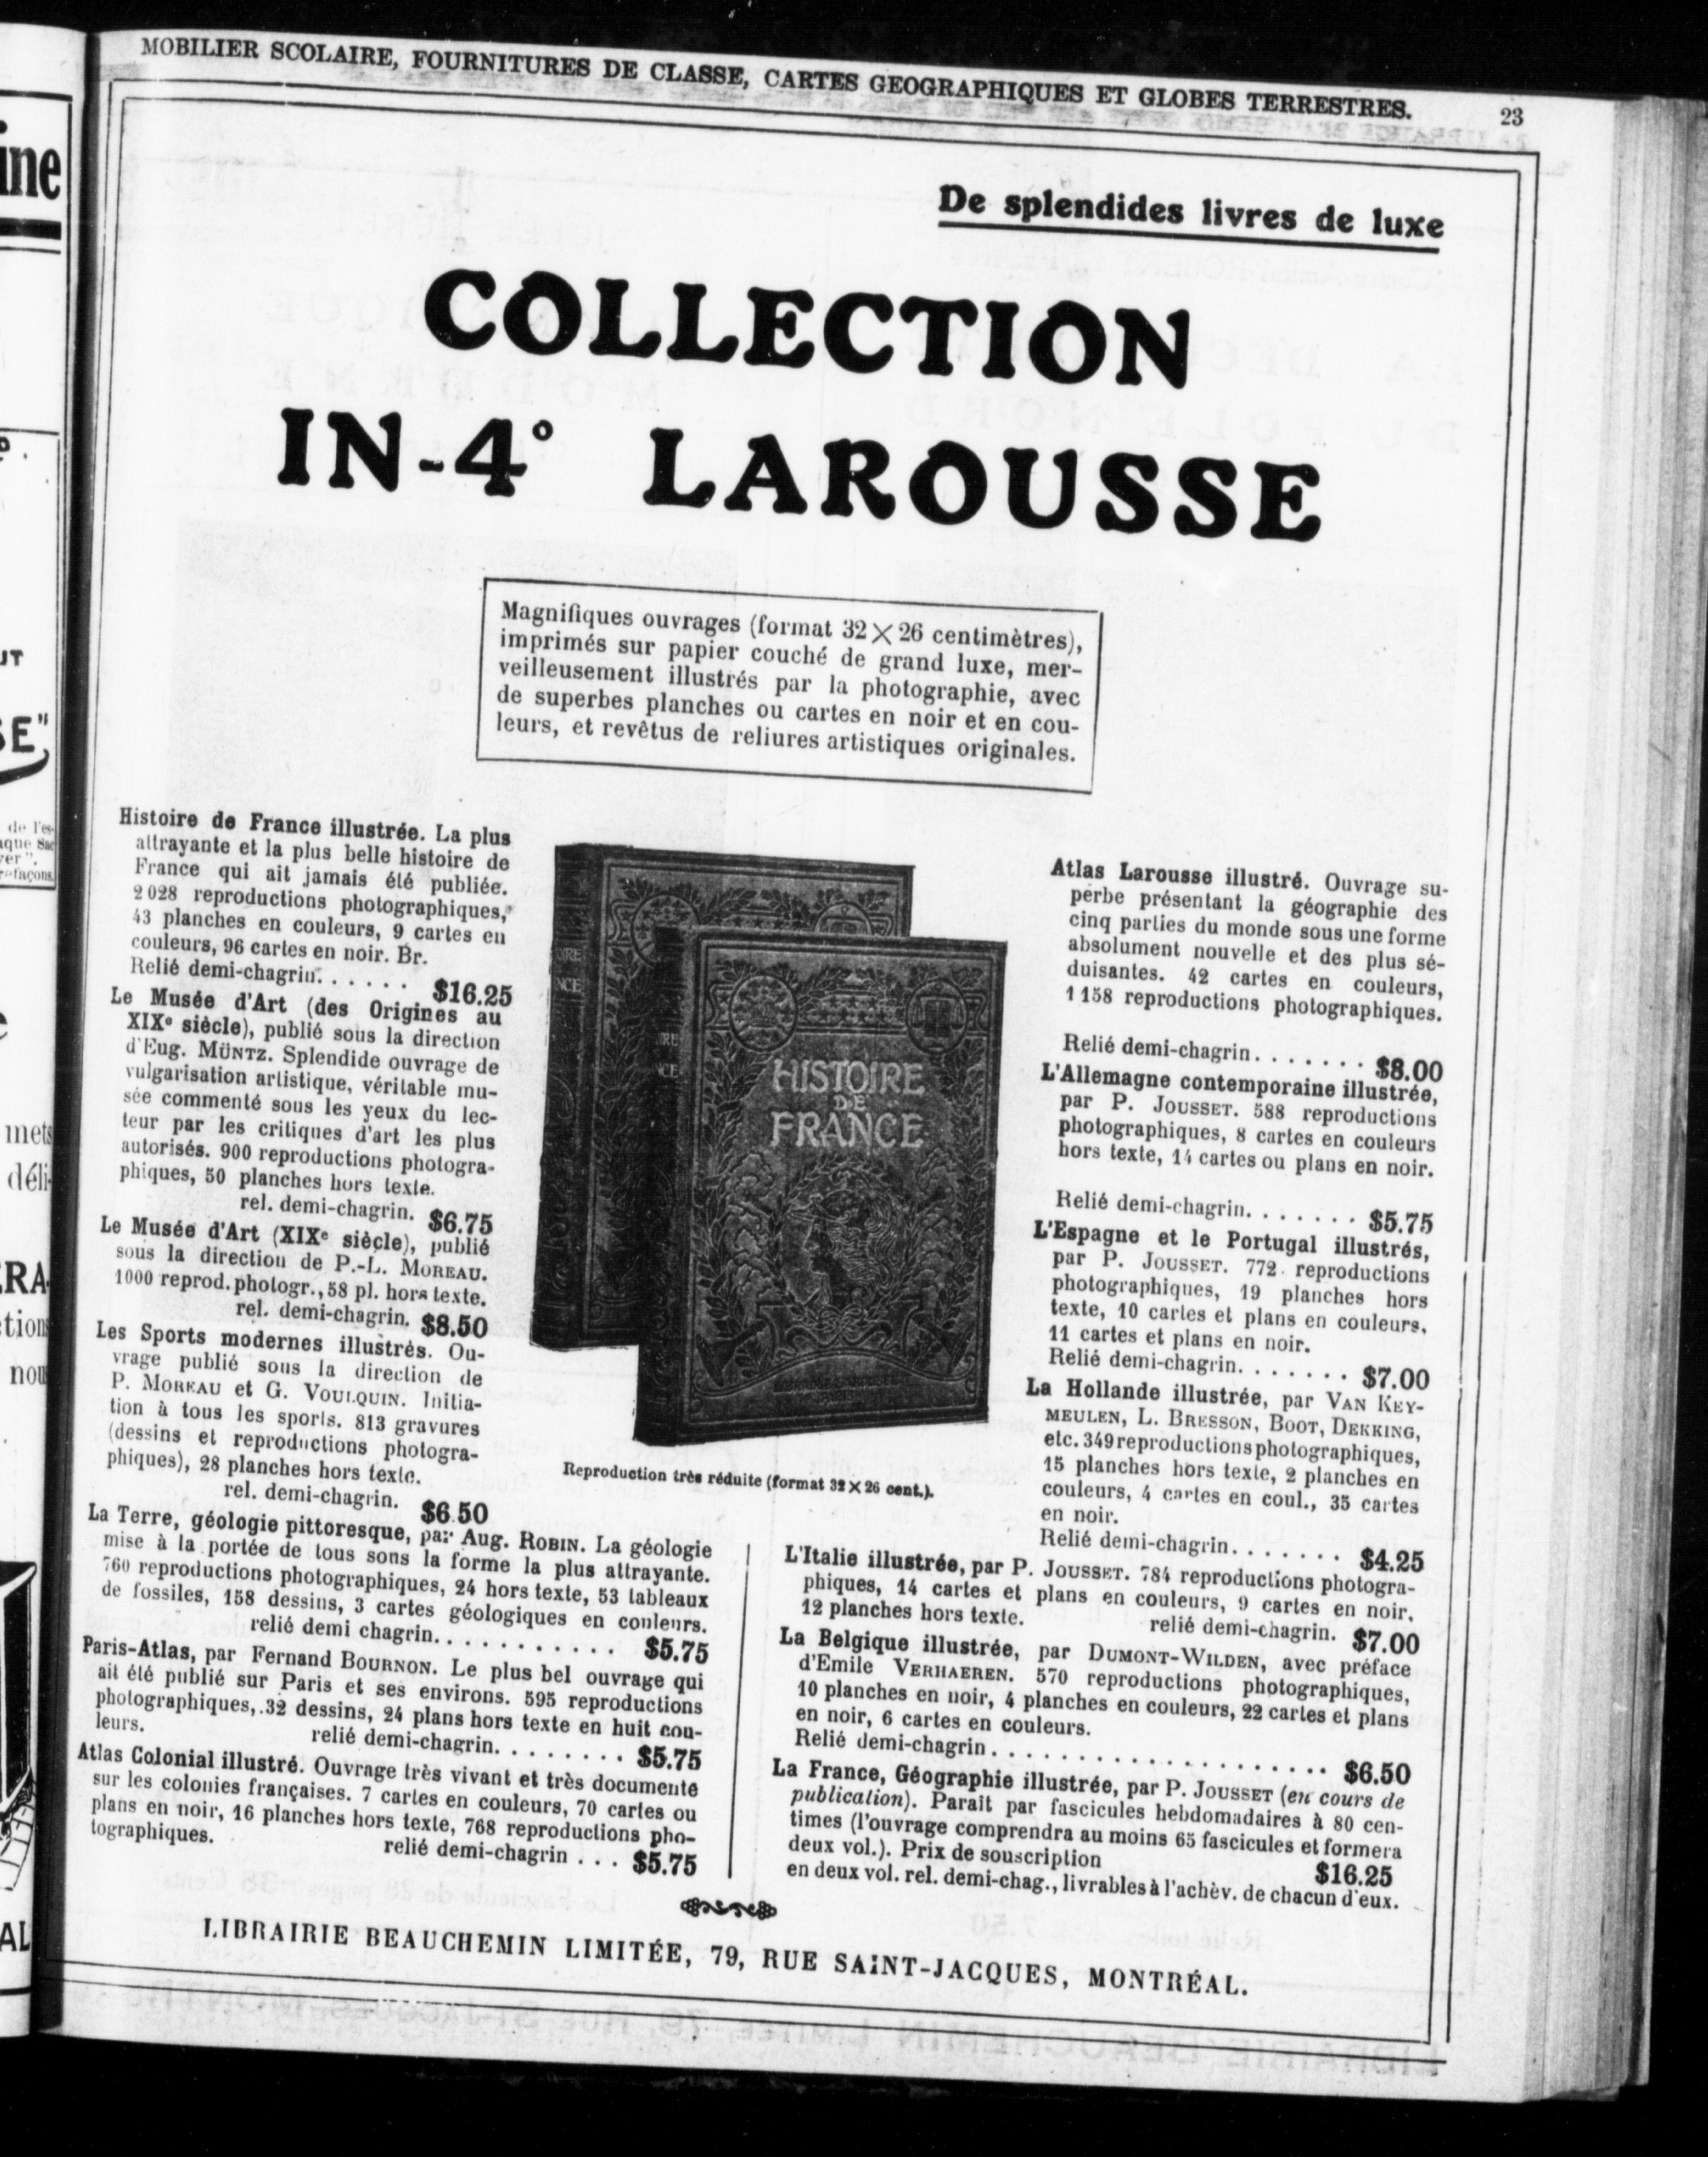 MOBILIER SCOLAIRE, FOURNITURES DE CLASSE, CARTES GEOGRAPHIQUES ET GLOBES TERRESTRES. 23
De splendides livres de luxe
COLLECTION
IN-4° LAROUSSE
Magnifiques ouvrages (format 32×26 centimètres),
imprimés sur papier couché de grand luxe, mer-
veilleusement illustrés par la photographie, avec
de superbes planches ou cartes en noir et en cou-
leurs, et revêtus de reliures artistiques originales.
Histoire de France illustrée. La plus
attrayante et la plus belle histoire de
France qui ait jamais été publiée.
2028 reproductions photographiques,
43 planches en couleurs, 9 cartes en
couleurs, 96 cartes en noir. Br.
Relié demi-chagrin. . . . . . $16.25
Le Musée d'Art (des Origines au
XIXe siècle), publié sous la direction
d'Eug. MÜNTZ. Splendide ouvrage de
vulgarisation artistique, véritable mu-
sée commenté sous les yeux du lec-
teur par les critiques d'art les plus
autorisés. 900 reproductions photogra-
phiques, 50 planches hors texte.
rel. demi-chagrin. $6.75
Le Musée d'Art (XIXe siècle), publié
sous la direction de P.-L. MOREAU.
1000 reprod. photogr., 58 pl. hors texte.
rel. demi-chagrin. $8.50
Les Sports modernes illustrés. Ou-
vrage publié sous la direction de
P. MOREAU et G. VOULQUIN. Initia-
tion à tous les sports. 813 gravures
(dessins et reproductions photogra-
phiques), 28 planches hors texte.
rel. demi-chagrin. $6.50
La Terre, géologie pittoresque, par Aug. ROBIN. La géologie
mise à la portée de tous sons la forme la plus attrayante.
760 reproductions photographiques, 24 hors texte, 53 tableaux
de fossiles, 158 dessins, 3 cartes géologiques en couleurs.
relié demi chagrin. . . . . . . . . . . $5.75
Paris-Atlas, par Fernand BOURNON. Le plus bel ouvrage qui
ait été publié sur Paris et ses environs. 595 reproductions
photographiques, 32 dessins, 24 plans hors texte en huit cou-
leurs. relié demi-chagrin. . . . . . . . $5.75
Atlas Colonial illustré. Ouvrage très vivant et très documenté
sur les colonies françaises. 7 cartes en couleurs, 70 cartes ou
plans en noir, 16 planches hors texte, 768 reproductions pho-
tographiques. relié demi-chagrin . . . $5.75
HISTOIRE
DE
FRANCE
Reproduction très réduite (format 32×26 cent.).
Atlas Larousse illustré. Ouvrage su-
perbe présentant la géographie des
cinq parties du monde sous une forme
absolument nouvelle et des plus sé-
duisantes. 42 cartes en couleurs,
1158 reproductions photographiques.
Relié demi-chagrin. . . . . . . $8.00
L'Allemagne contemporaine illustrée,
par P. JOUSSET. 588 reproductions
photographiques, 8 cartes en couleurs
hors texte, 14 cartes ou plans en noir.
Relié demi-chagrin. . . . . . . $5.75
L'Espagne et le Portugal illustrés,
par P. JOUSSET. 772 reproductions
photographiques, 19 planches hors
texte, 10 cartes et plans en couleurs,
11 cartes et plans en noir.
Relié demi-chagrin. . . . . . . $7.00
La Hollande illustrée, par VAN KEY-
MEULEN, L. BRESSON, BOOT, DEKKING,
etc. 349 reproductions photographiques,
15 planches hors texte, 2 planches en
couleurs, 4 cartes en coul., 35 cartes
en noir.
Relié demi-chagrin. . . . . . . $4.25
L'Italie illustrée, par P. JOUSSET. 784 reproductions photogra-
phiques, 14 cartes et plans en couleurs, 9 cartes en noir,
12 planches hors texte. relié demi-chagrin. $7.00
La Belgique illustrée, par DUMONT-WILDEN, avec préface
d'Emile VERHAEREN. 570 reproductions photographiques,
10 planches en noir, 4 planches en couleurs, 22 cartes et plans
en noir, 6 cartes en couleurs.
Relié demi-chagrin . . . . . . . . . . . . . . . . . . . $6.50
La France, Géographie illustrée, par P. JOUSSET (en cours de
publication). Parait par fascicules hebdomadaires à 80 cen-
times (l'ouvrage comprendra au moins 65 fascicules et formera
deux vol.). Prix de souscription $16.25
en deux vol. rel. demi-chag., livrables à l'achèv. de chacun d'eux.
LIBRAIRIE BEAUCHEMIN LIMITÉE, 79, RUE SAINT-JACQUES, MONTRÉAL.